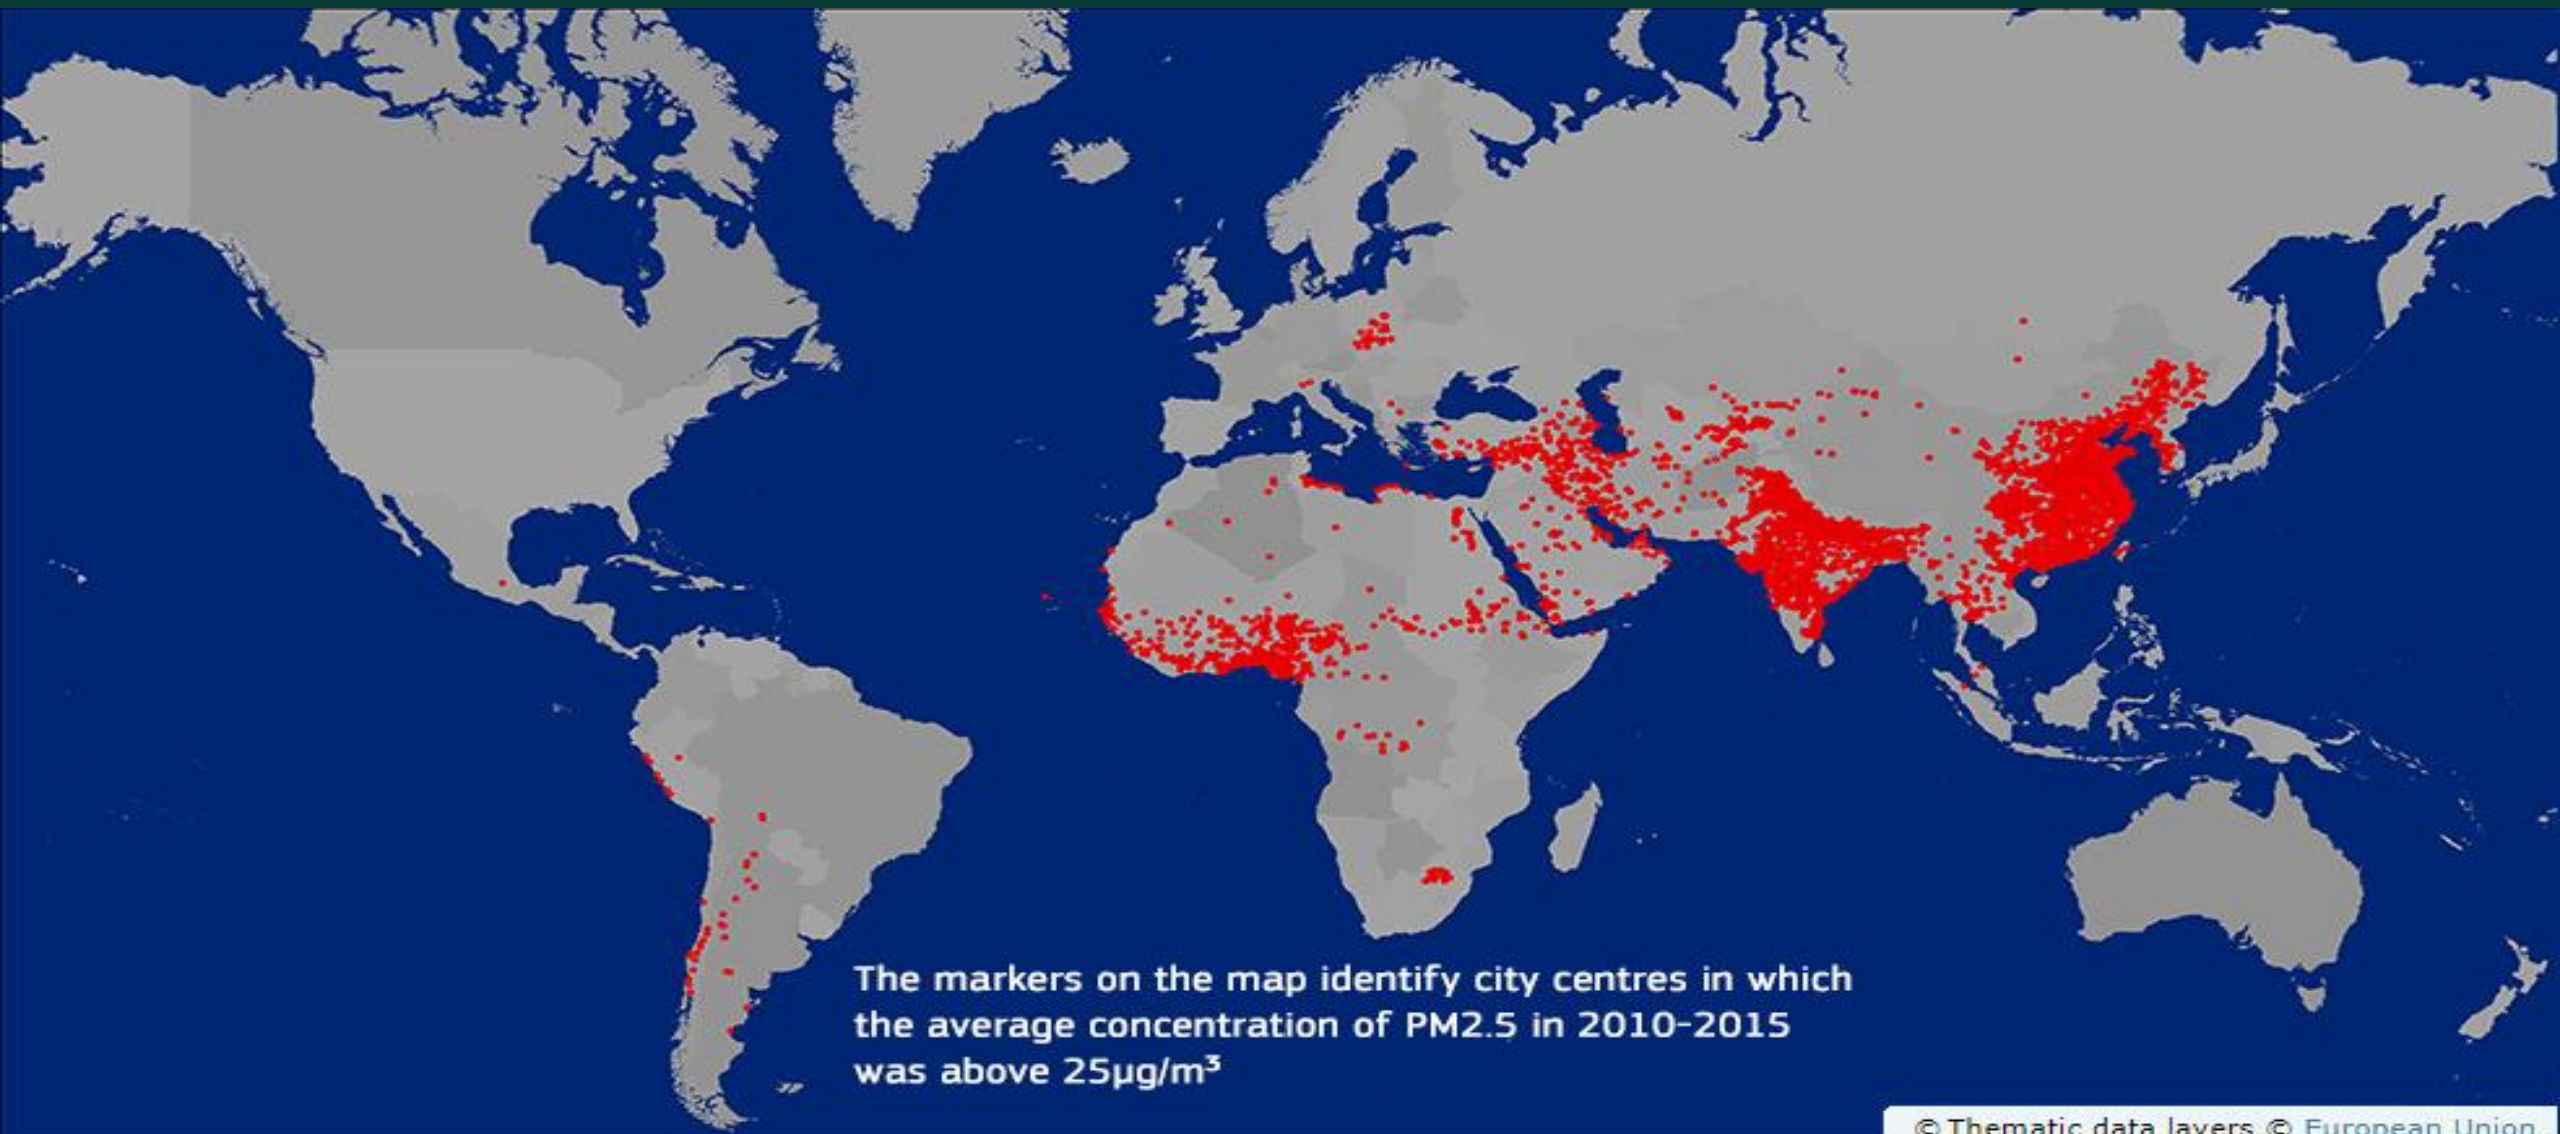 The markers on the map identify city centres in which
the average concentration of PM2.5 in 2010-2015
was above 25µg/m³
© Thematic data layers © European Union